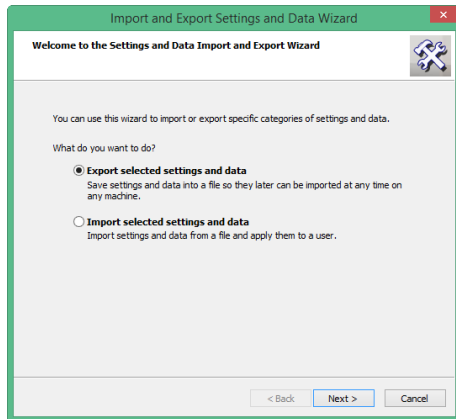 Import and Export Settings and Data Wizard
Welcome to the Settings and Data Import and Export Wizard
You can use this wizard to import or export specific categories of settings and data.
What do you want to do?
Export selected settings and data
Save settings and data into a file so they later can be imported at any time on
any machine.
Import selected settings and data
Import settings and data from a file and apply them to a user.
< Back Next > Cancel